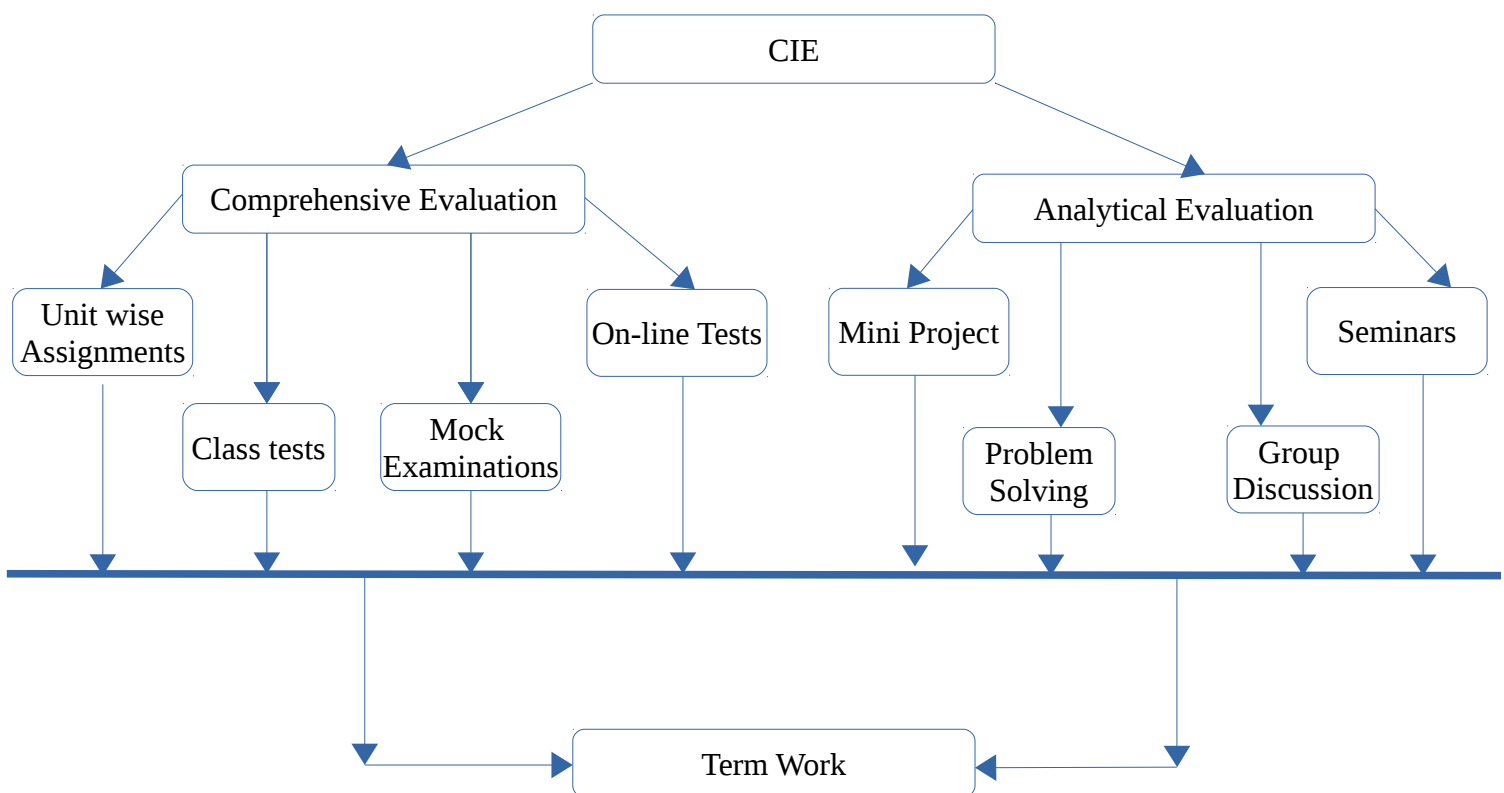 CIE
Comprehensive Evaluation
Analytical Evaluation
Unit wise
Assignments
On-line Tests
Mini Project
Seminars
Class tests
Mock
Examinations
Problem
Solving
Group
Discussion
Term Work